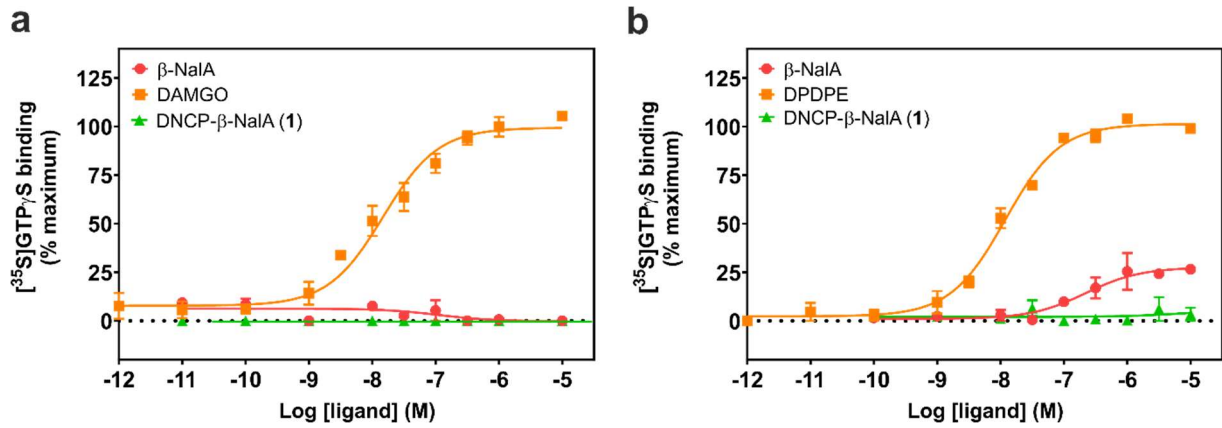 a
[³⁵S]GTPγS binding
(% maximum)
125
100
75
50
25
0
β-NalA
DAMGO
DNCP-β-NalA (1)
-12 -11 -10 -9 -8 -7 -6 -5
Log [ligand] (M)
b
[³⁵S]GTPγS binding
(% maximum)
125
100
75
50
25
0
β-NalA
DPDPE
DNCP-β-NalA (1)
-12 -11 -10 -9 -8 -7 -6 -5
Log [ligand] (M)